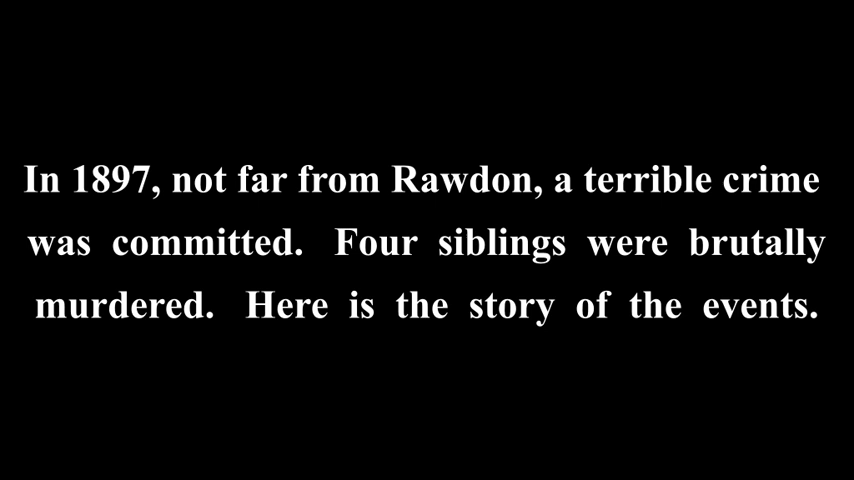 In 1897, not far from Rawdon, a terrible crime
was committed. Four siblings were brutally
murdered. Here is the story of the events.